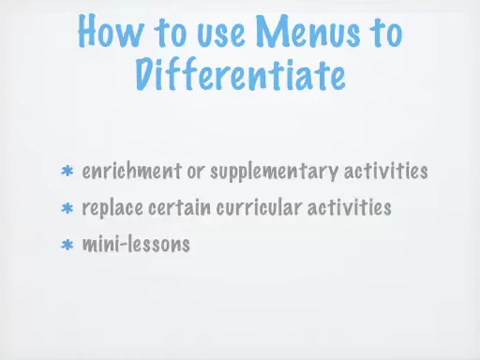 How to use Menus to
Differentiate
* enrichment or supplementary activities
* replace certain curricular activities
* mini-lessons